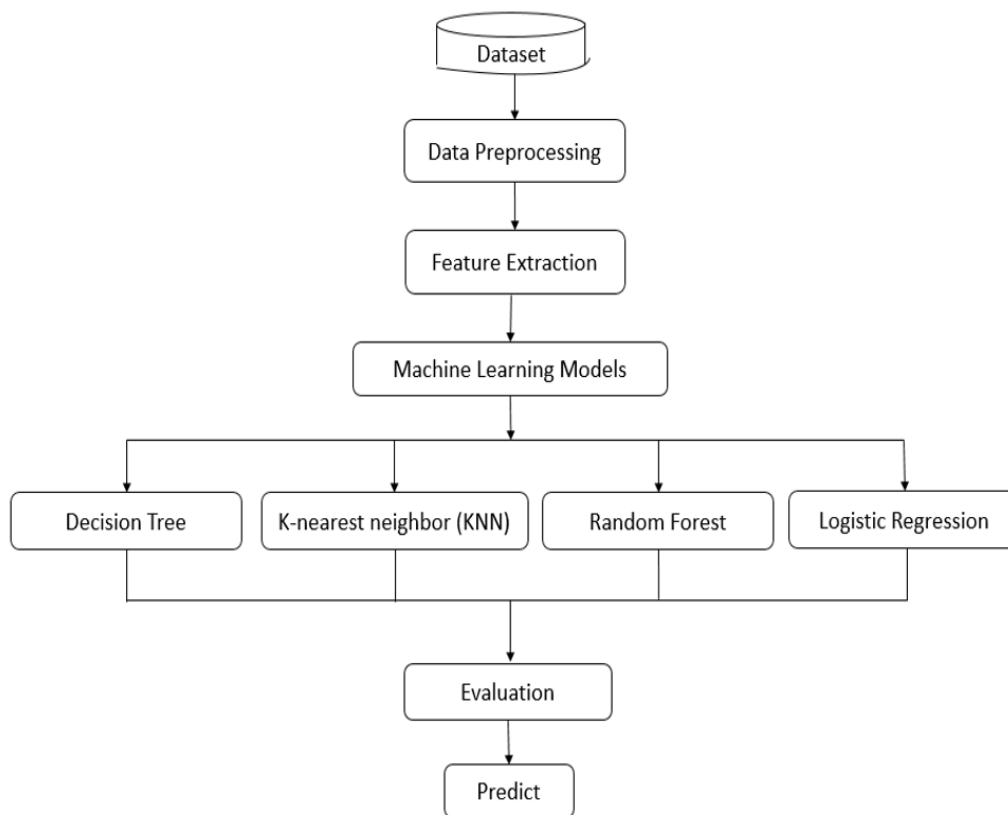 Dataset
Data Preprocessing
Feature Extraction
Machine Learning Models
Decision Tree
K-nearest neighbor (KNN)
Random Forest
Logistic Regression
Evaluation
Predict